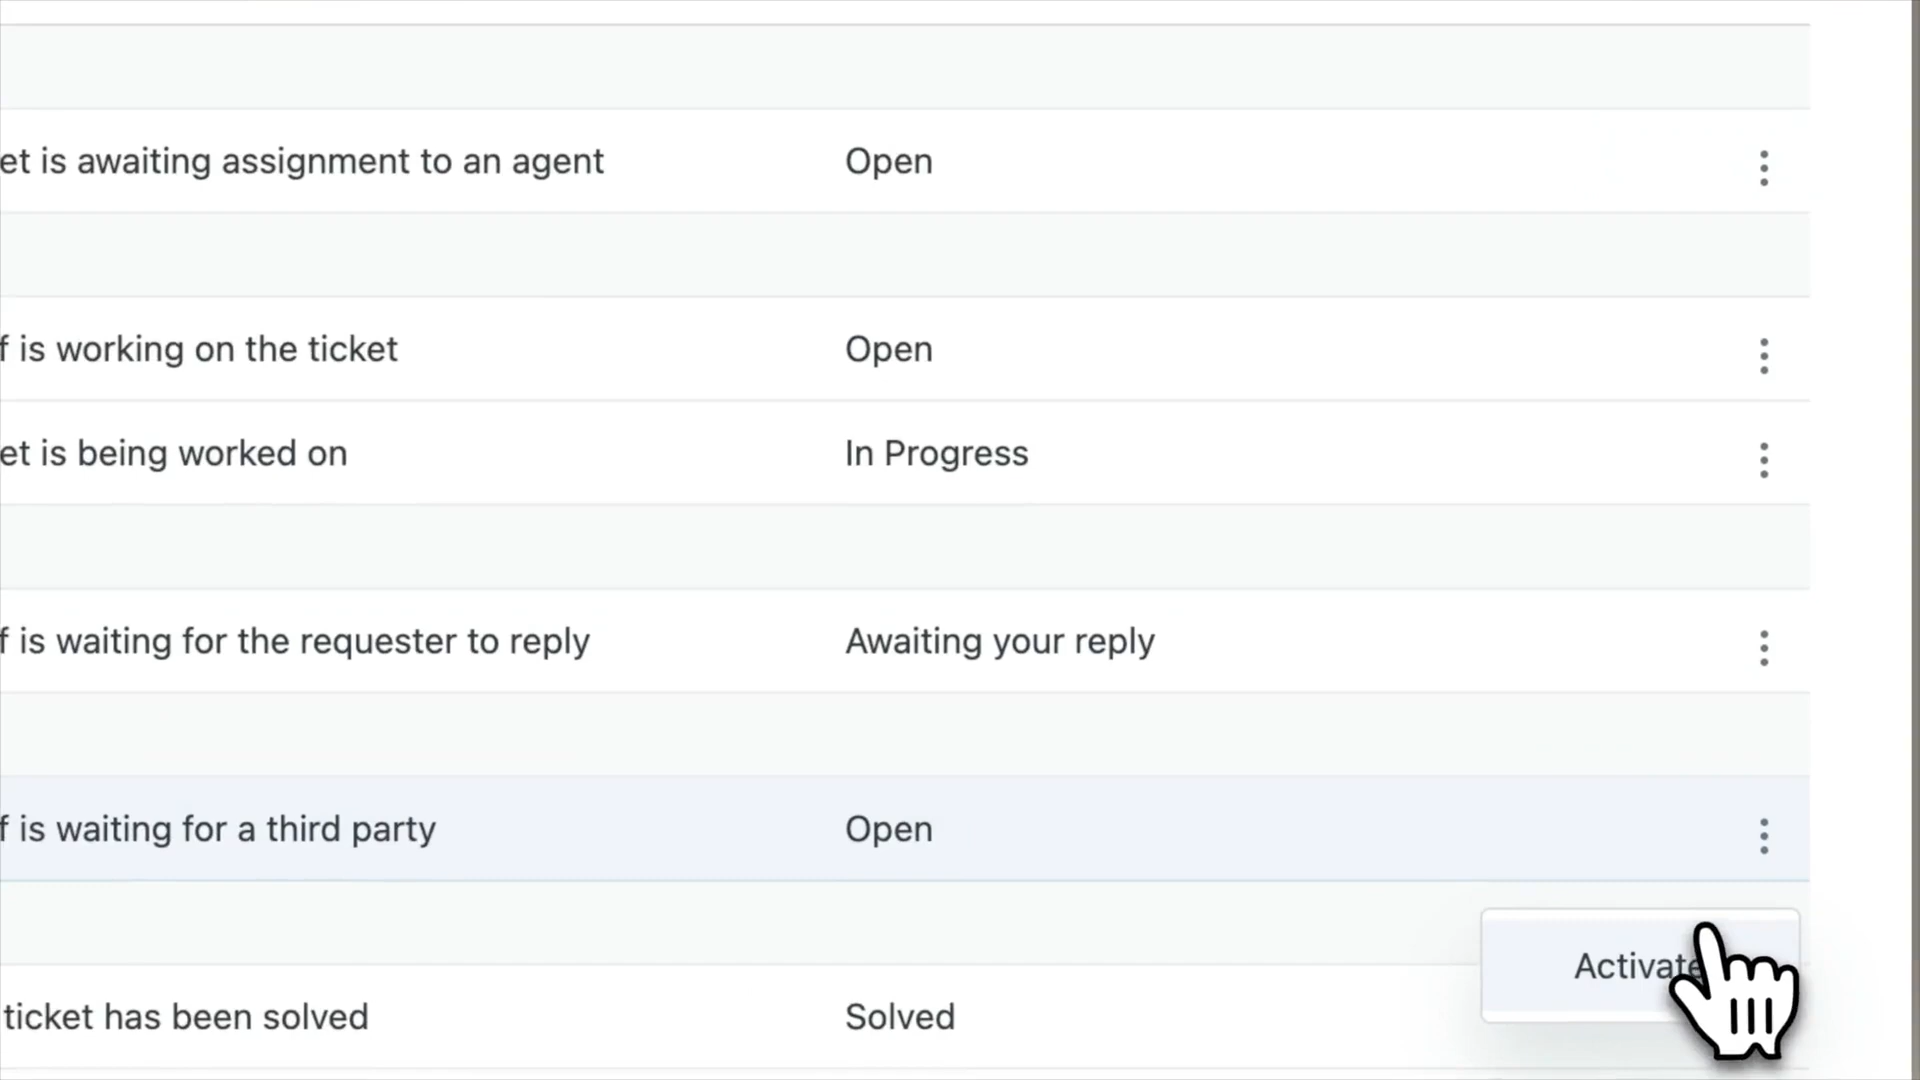 et is awaiting assignment to an agent Open
f is working on the ticket Open
et is being worked on In Progress
f is waiting for the requester to reply Awaiting your reply
f is waiting for a third party Open
Activate
ticket has been solved Solved